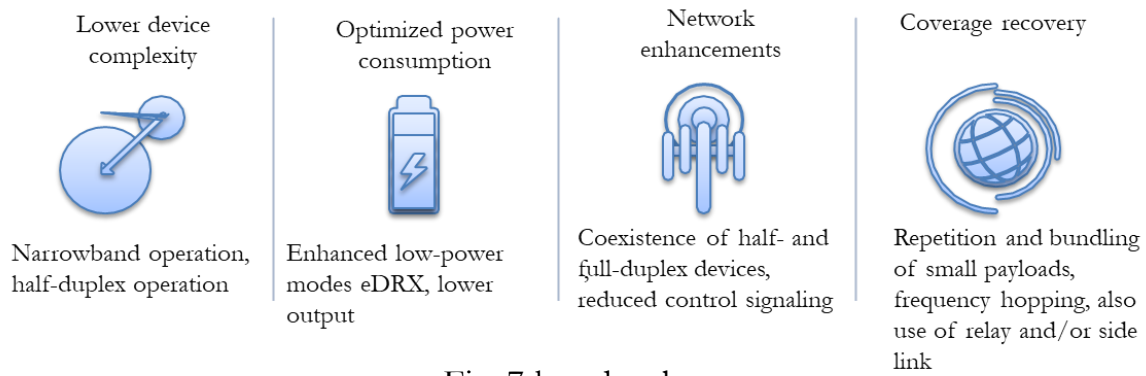 Lower device
complexity
Narrowband operation,
half-duplex operation
Optimized power
consumption
Enhanced low-power
modes eDRX, lower
output
Network
enhancements
Coexistence of half- and
full-duplex devices,
reduced control signaling
Coverage recovery
Repetition and bundling
of small payloads,
frequency hopping, also
use of relay and/or side
link